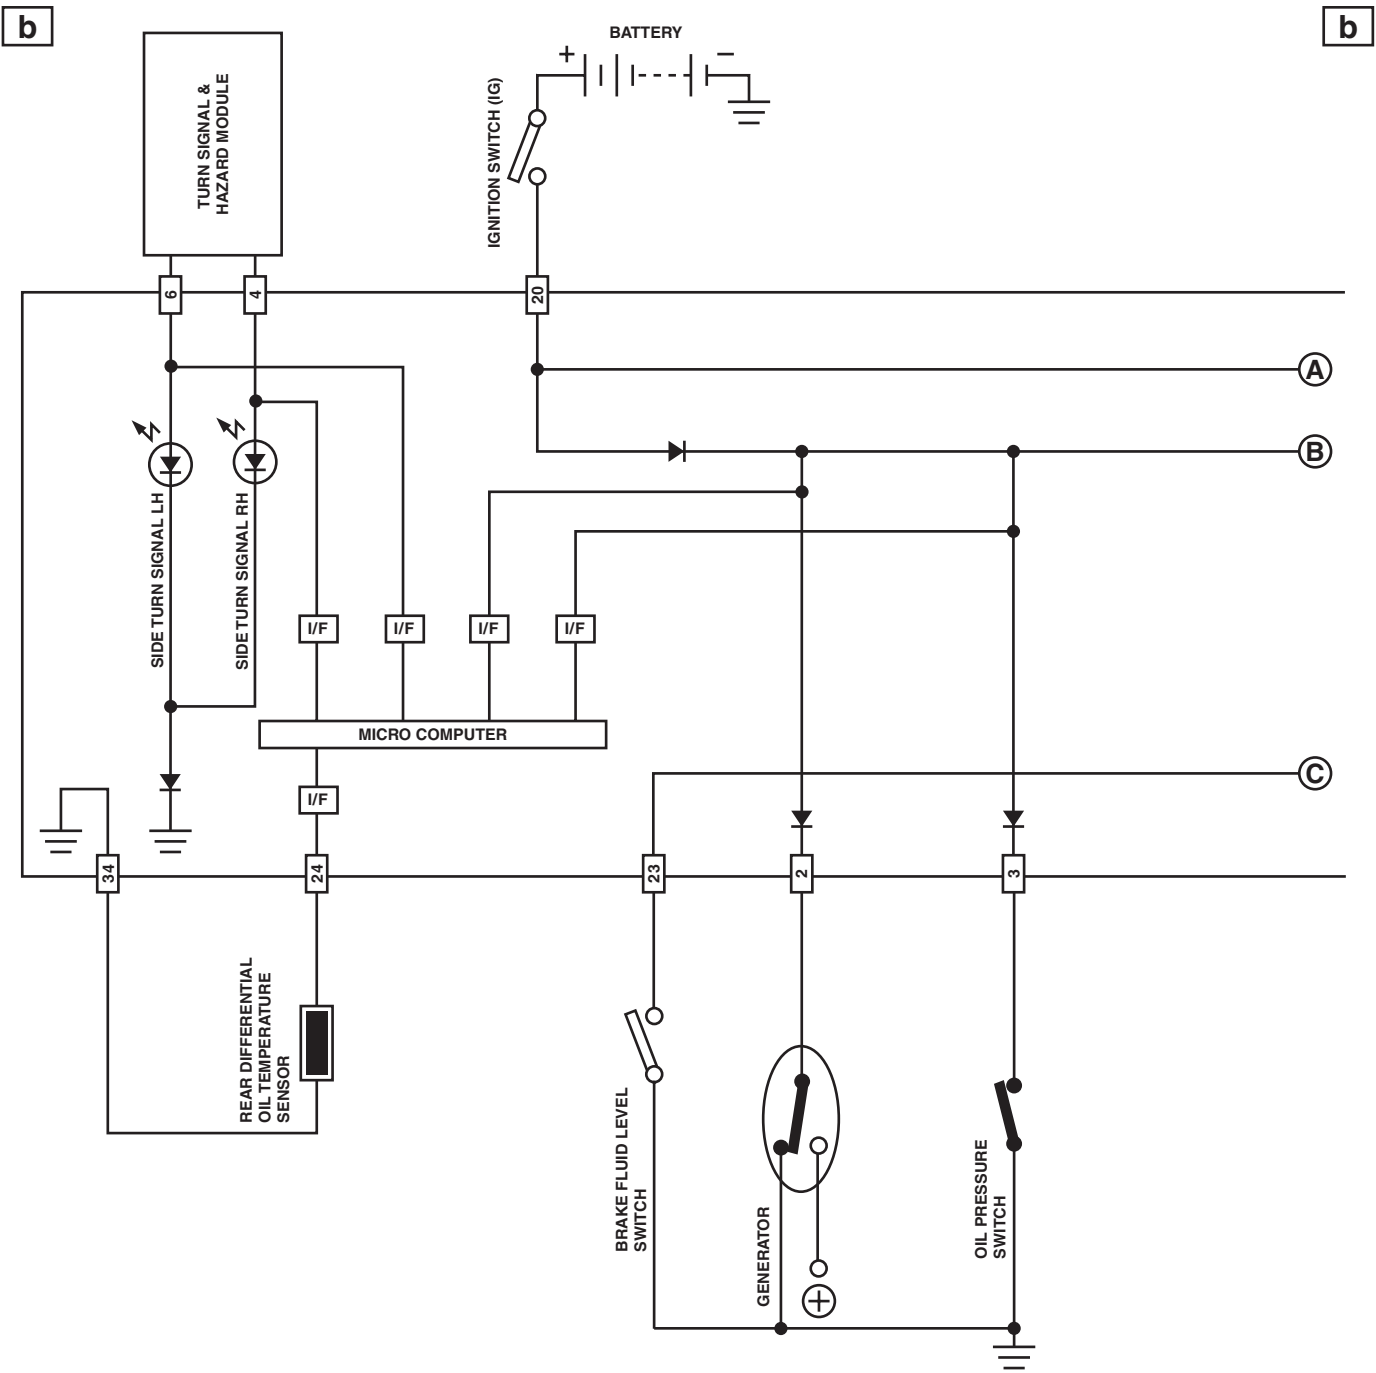 b
b
BATTERY
+
−
TURN SIGNAL &
HAZARD MODULE
IGNITION SWITCH (IG)
6
4
20
A
B
SIDE TURN SIGNAL LH
SIDE TURN SIGNAL RH
I/F
I/F
I/F
I/F
MICRO COMPUTER
C
I/F
34
24
23
2
3
REAR DIFFERENTIAL
OIL TEMPERATURE
SENSOR
BRAKE FLUID LEVEL
SWITCH
GENERATOR
+
OIL PRESSURE
SWITCH